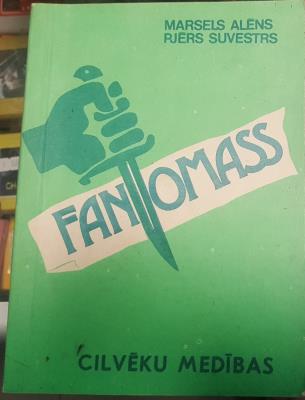 MARSELS ALĒNS
PJĒRS SUVESTRS
FANTOMASS
CILVĒKU MEDĪBAS